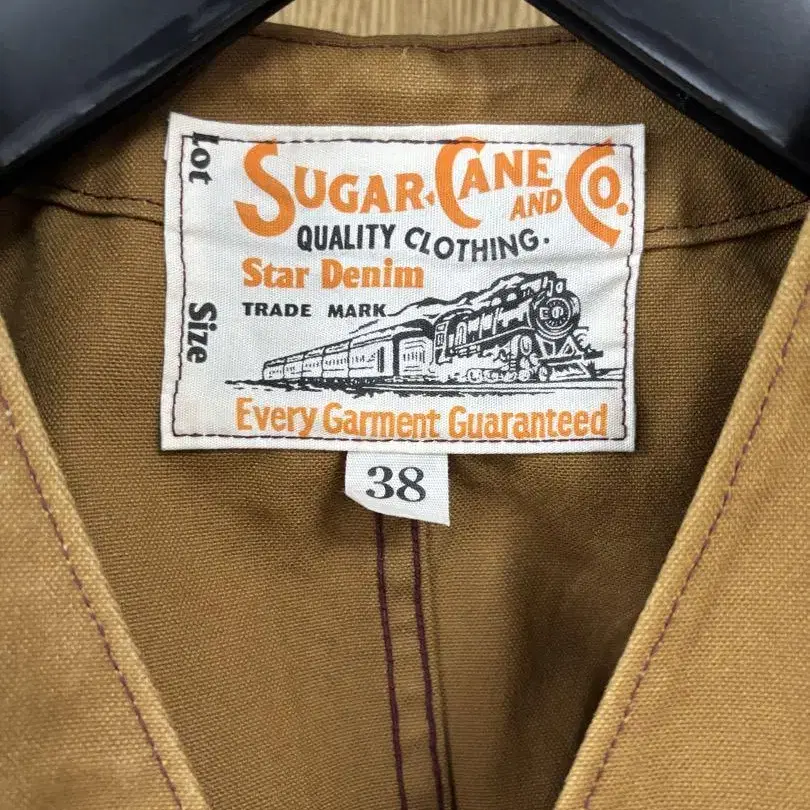 Lot
Size
SUGAR CANE AND CO.
QUALITY CLOTHING.
Star Denim
TRADE MARK
Every Garment Guaranteed
38